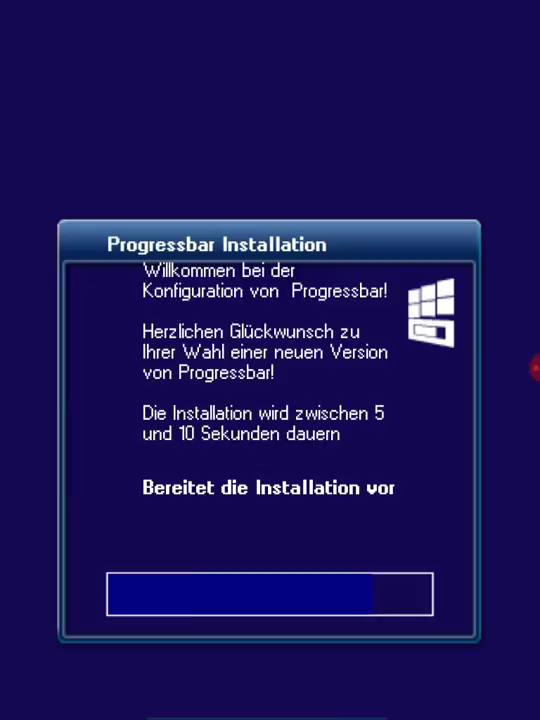 Progressbar Installation
Willkommen bei der
Konfiguration von Progressbar!
Herzlichen Glückwunsch zu
Ihrer Wahl einer neuen Version
von Progressbar!
Die Installation wird zwischen 5
und 10 Sekunden dauern
Bereitet die Installation vor